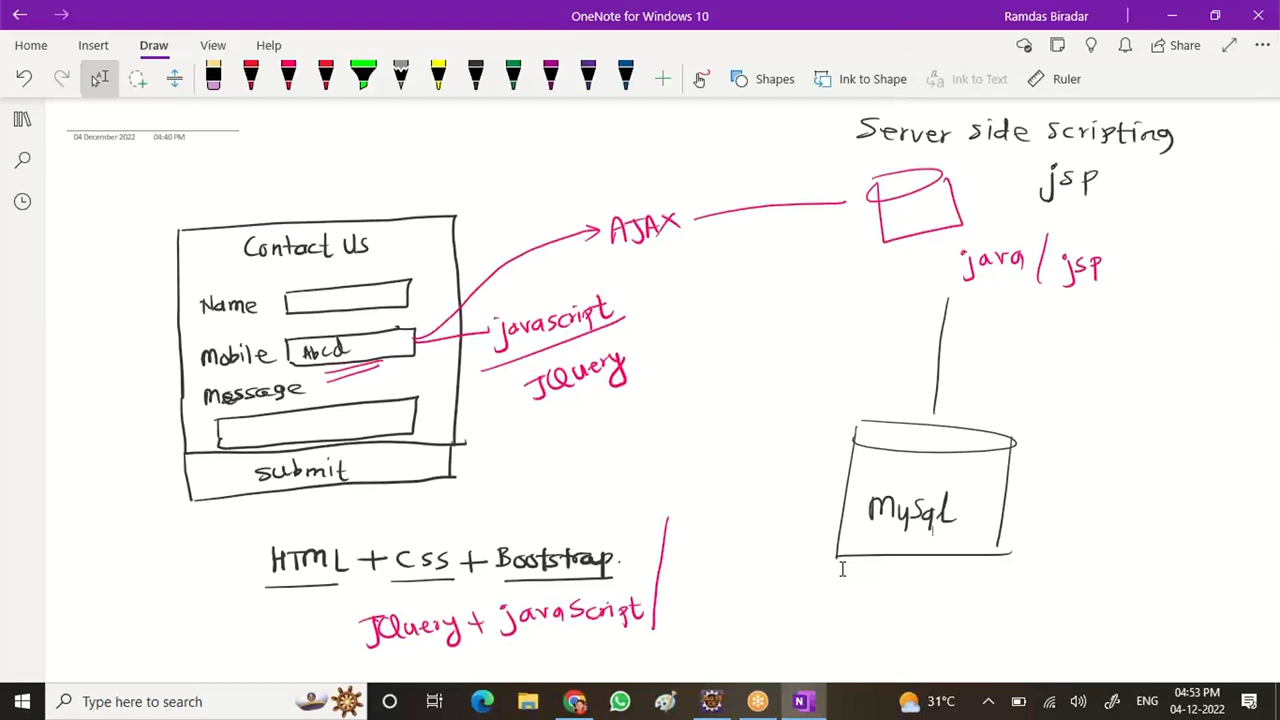 OneNote for Windows 10
Ramdas Biradar
Home Insert Draw View Help
Share
Shapes
Ink to Shape
Ink to Text
Ruler
04 December 2022 04:40 PM
Server side scripting
jsp
AJAX
java / jsp
Contact Us
Name
Mobile Abcd
Message
submit
javascript
JQuery
MySql
HTML + CSS + Bootstrap.
JQuery + javaScript
Type here to search
31°C
ENG
04:53 PM
04-12-2022